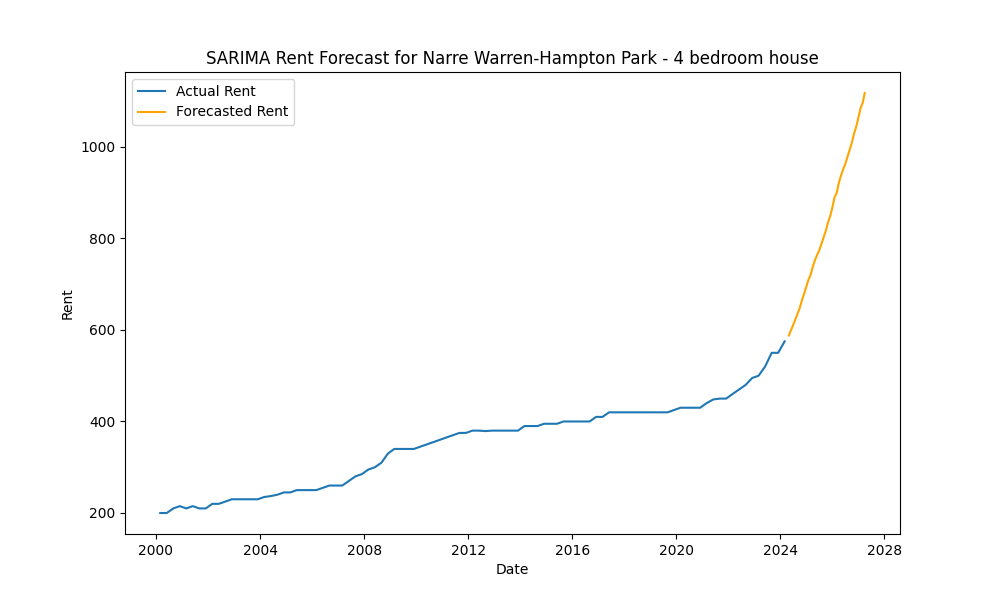 SARIMA Rent Forecast for Narre Warren-Hampton Park - 4 bedroom house
Actual Rent
Forecasted Rent
1000
800
600
400
200
Rent
2000 2004 2008 2012 2016 2020 2024 2028
Date